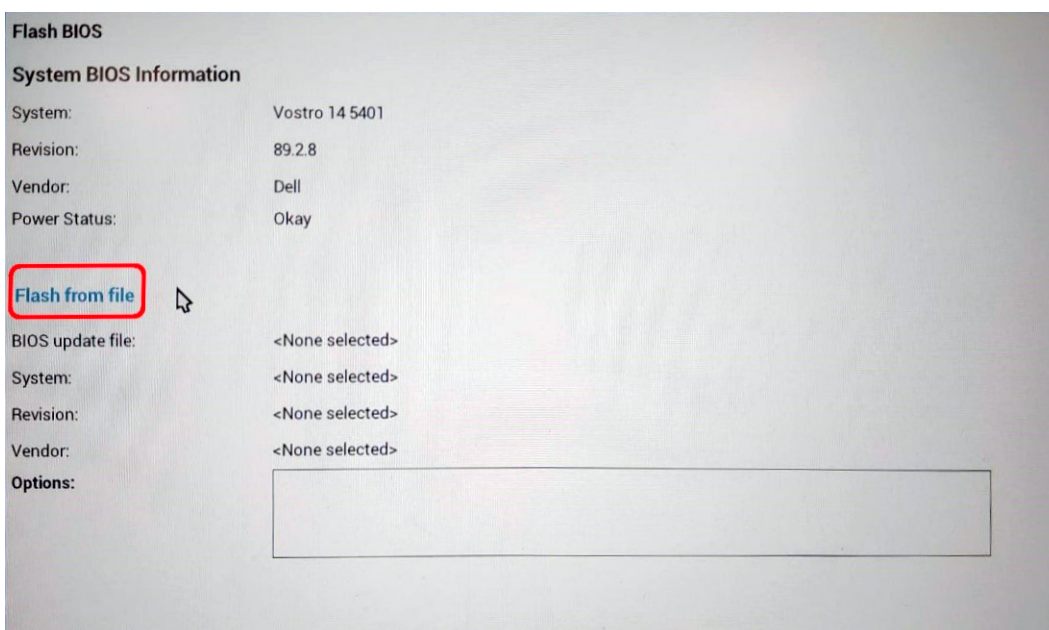 Flash BIOS
System BIOS Information
System: Vostro 14 5401
Revision: 89.2.8
Vendor: Dell
Power Status: Okay
Flash from file
BIOS update file: <None selected>
System: <None selected>
Revision: <None selected>
Vendor: <None selected>
Options: